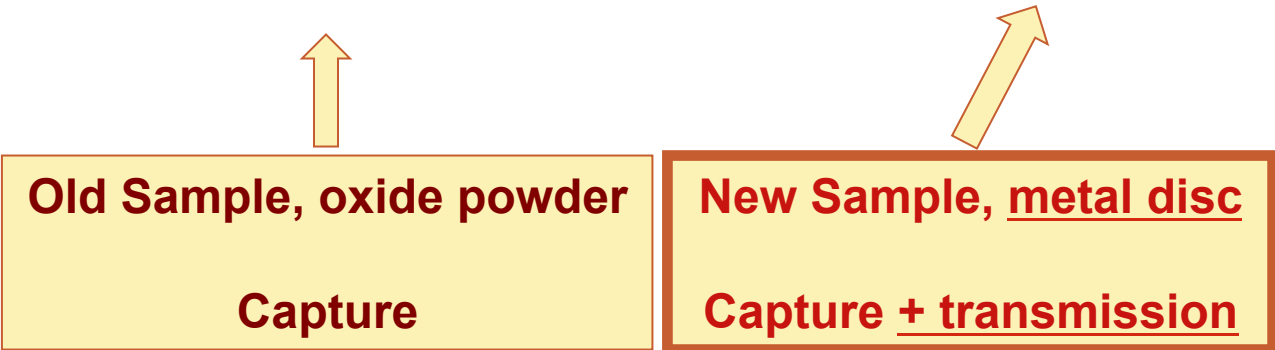 Old Sample, oxide powder
Capture
New Sample, metal disc
Capture + transmission